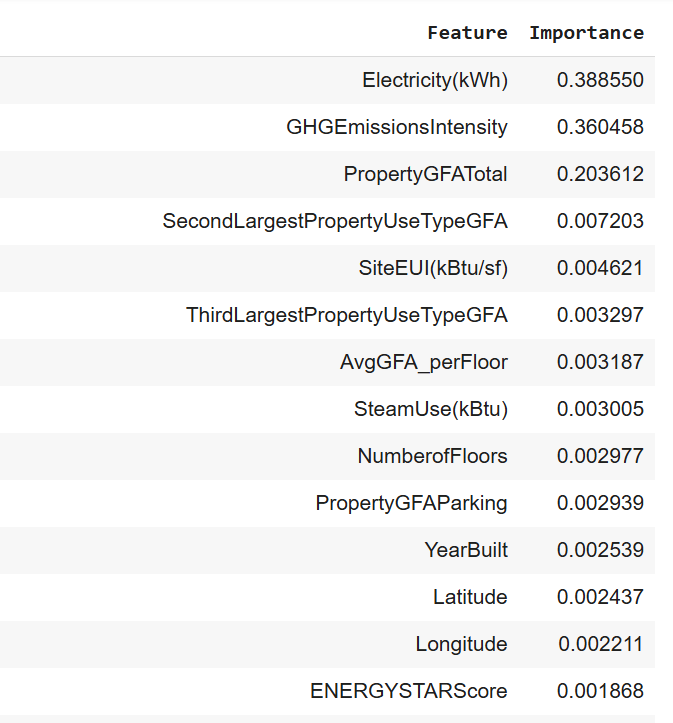 Feature Importance
Electricity(kWh) 0.388550
GHGEmissionsIntensity 0.360458
PropertyGFATotal 0.203612
SecondLargestPropertyUseTypeGFA 0.007203
SiteEUI(kBtu/sf) 0.004621
ThirdLargestPropertyUseTypeGFA 0.003297
AvgGFA_perFloor 0.003187
SteamUse(kBtu) 0.003005
NumberofFloors 0.002977
PropertyGFAParking 0.002939
YearBuilt 0.002539
Latitude 0.002437
Longitude 0.002211
ENERGYSTARScore 0.001868